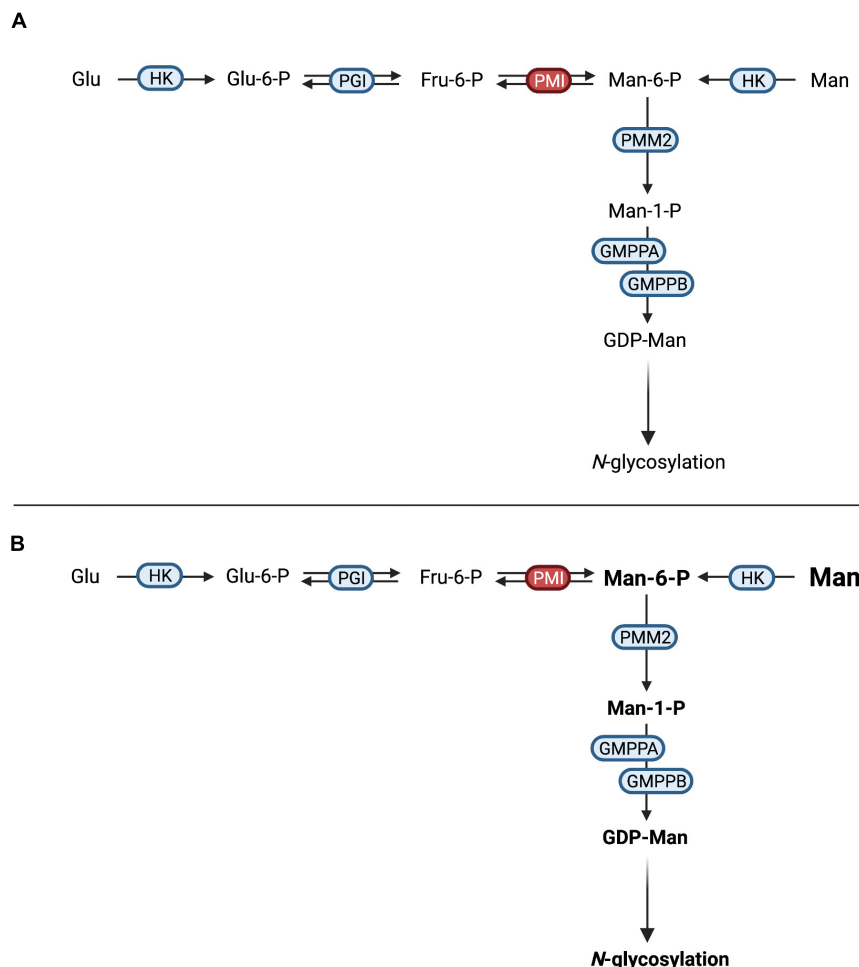 A
Glu HK Glu-6-P PGI Fru-6-P PMI Man-6-P HK Man
PMM2
Man-1-P
GMPPA
GMPPB
GDP-Man
N-glycosylation
B
Glu HK Glu-6-P PGI Fru-6-P PMI Man-6-P HK Man
PMM2
Man-1-P
GMPPA
GMPPB
GDP-Man
N-glycosylation